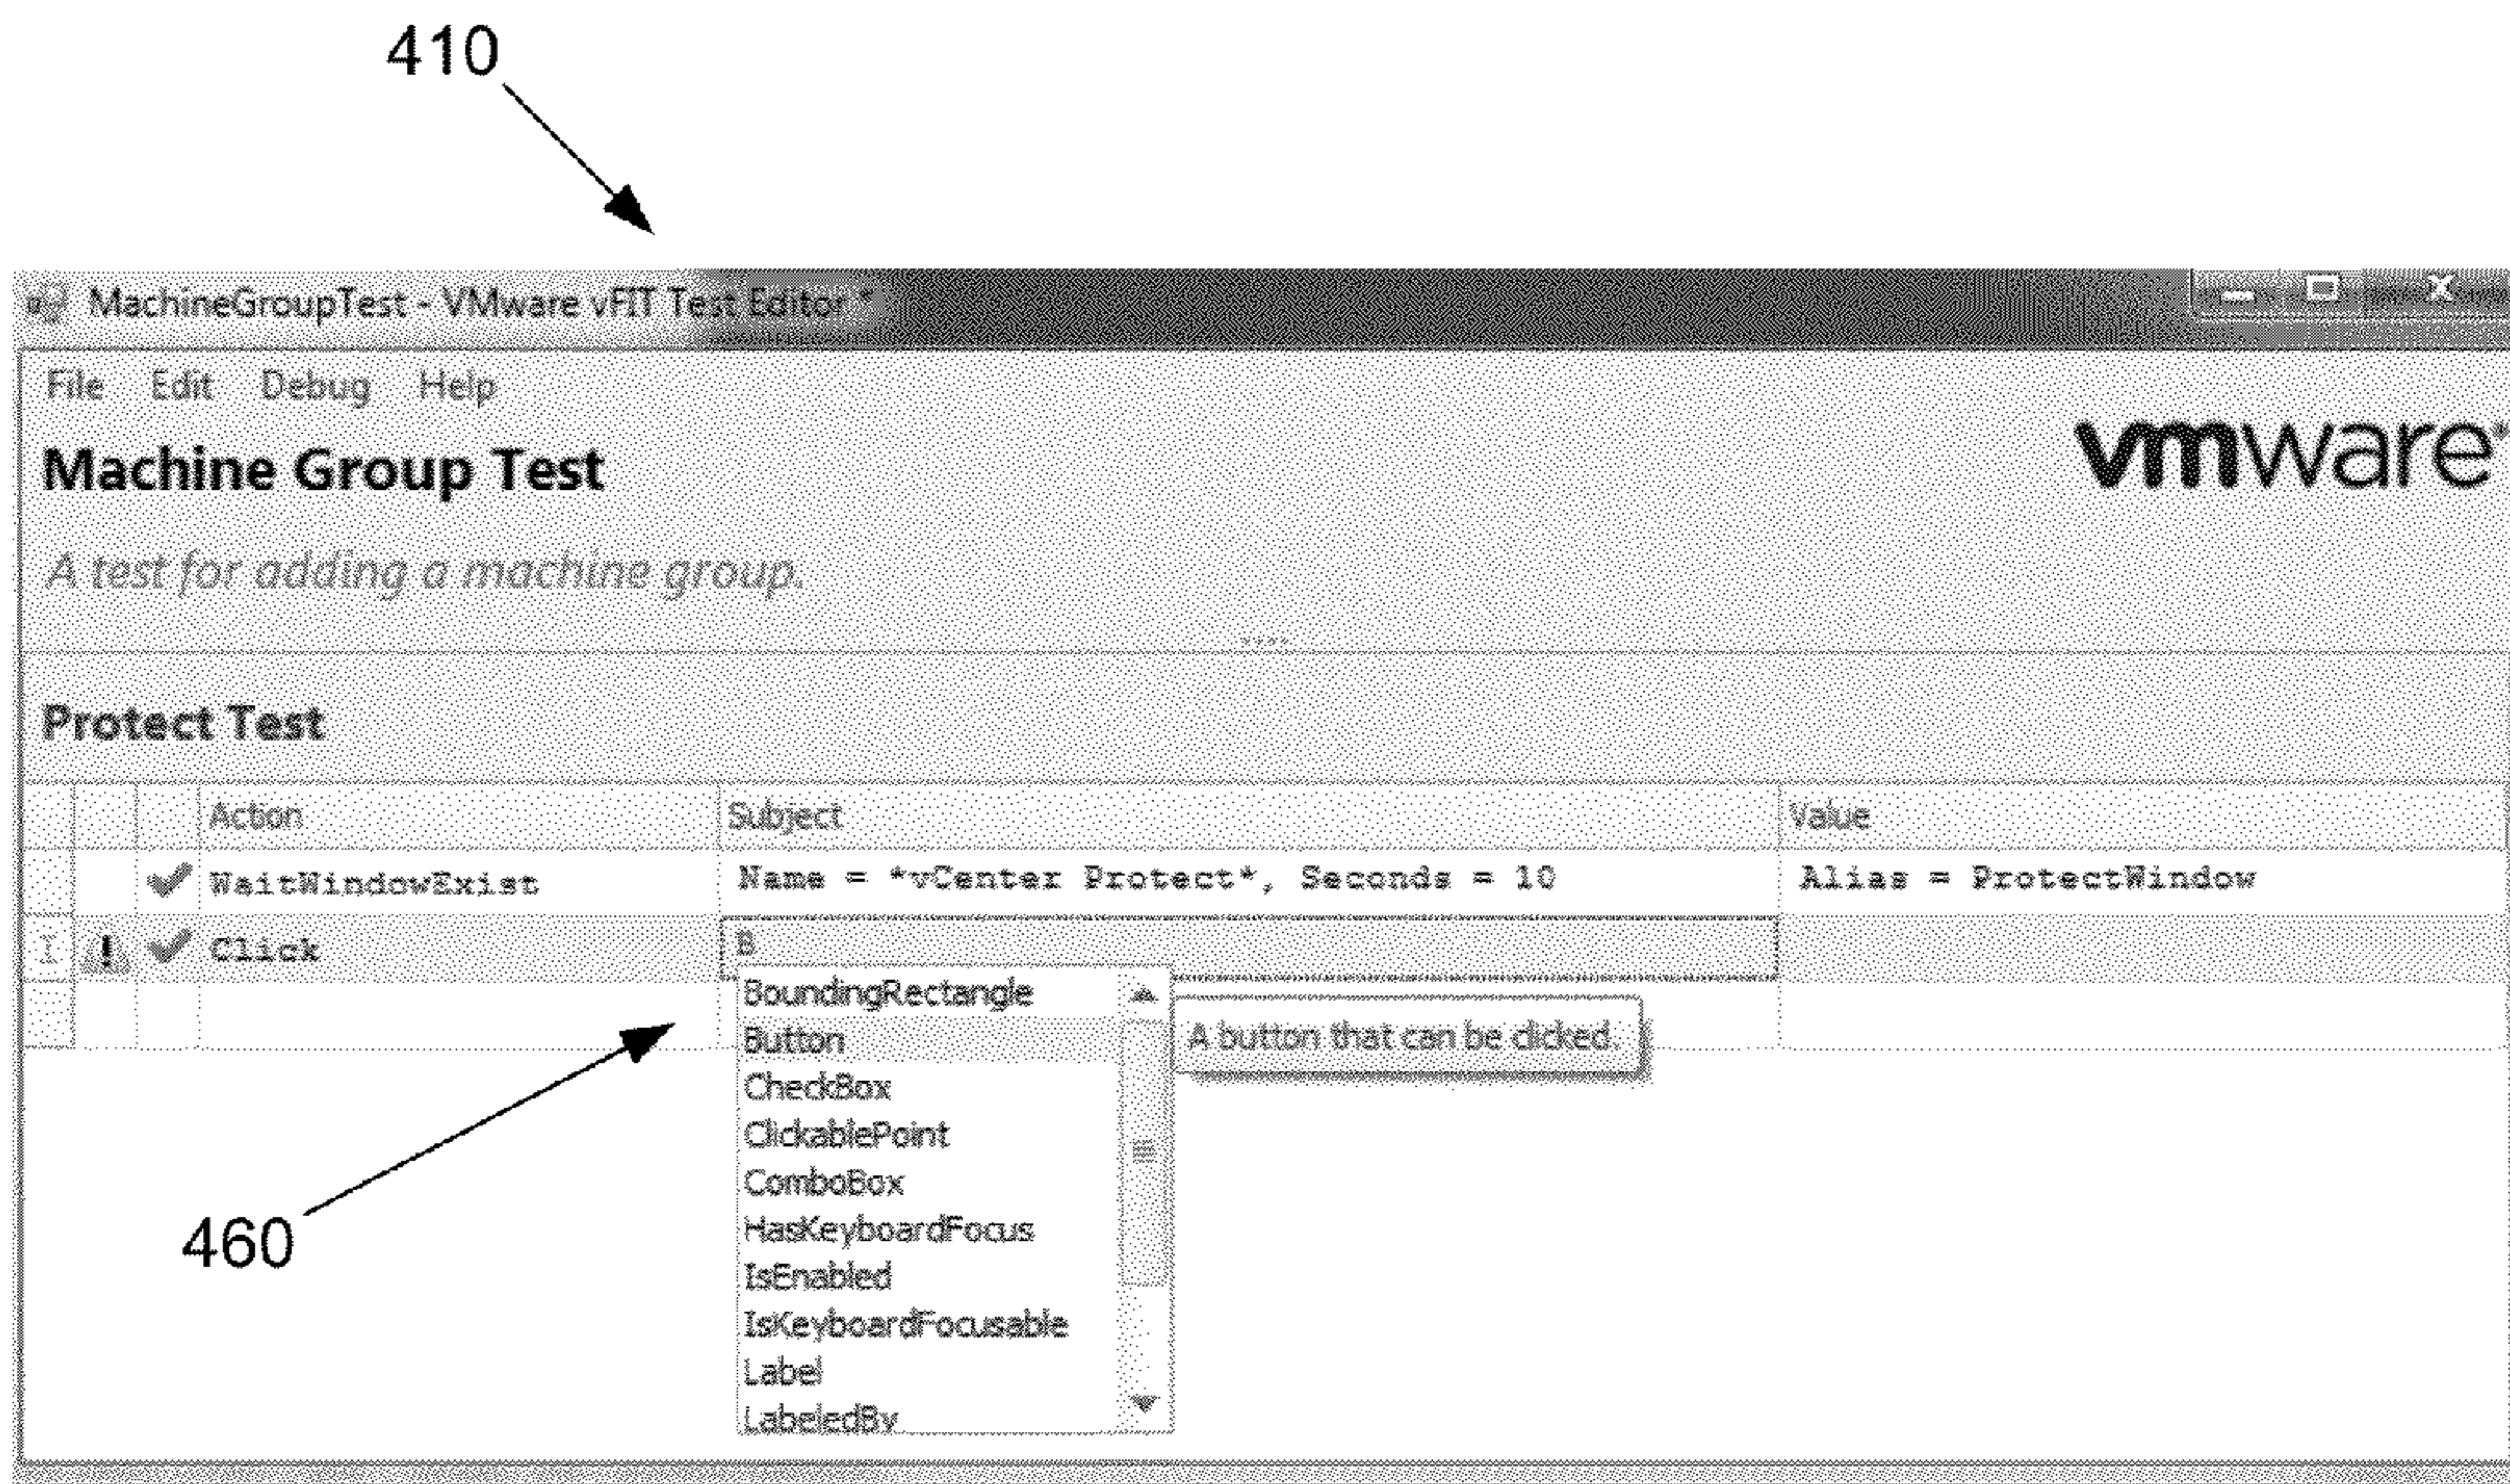 410
MachineGroupTest - VMware vFIT Test Editor *
File Edit Debug Help
Machine Group Test
vmware
A test for adding a machine group.
Protect Test
Action Subject Value
WaitWindowExist Name = *vCenter Protect*, Seconds = 10 Alias = ProtectWindow
Click B
BoundingRectangle
Button A button that can be clicked.
CheckBox
ClickablePoint
ComboBox
HasKeyboardFocus
460
IsEnabled
IsKeyboardFocusable
Label
LabeledBy